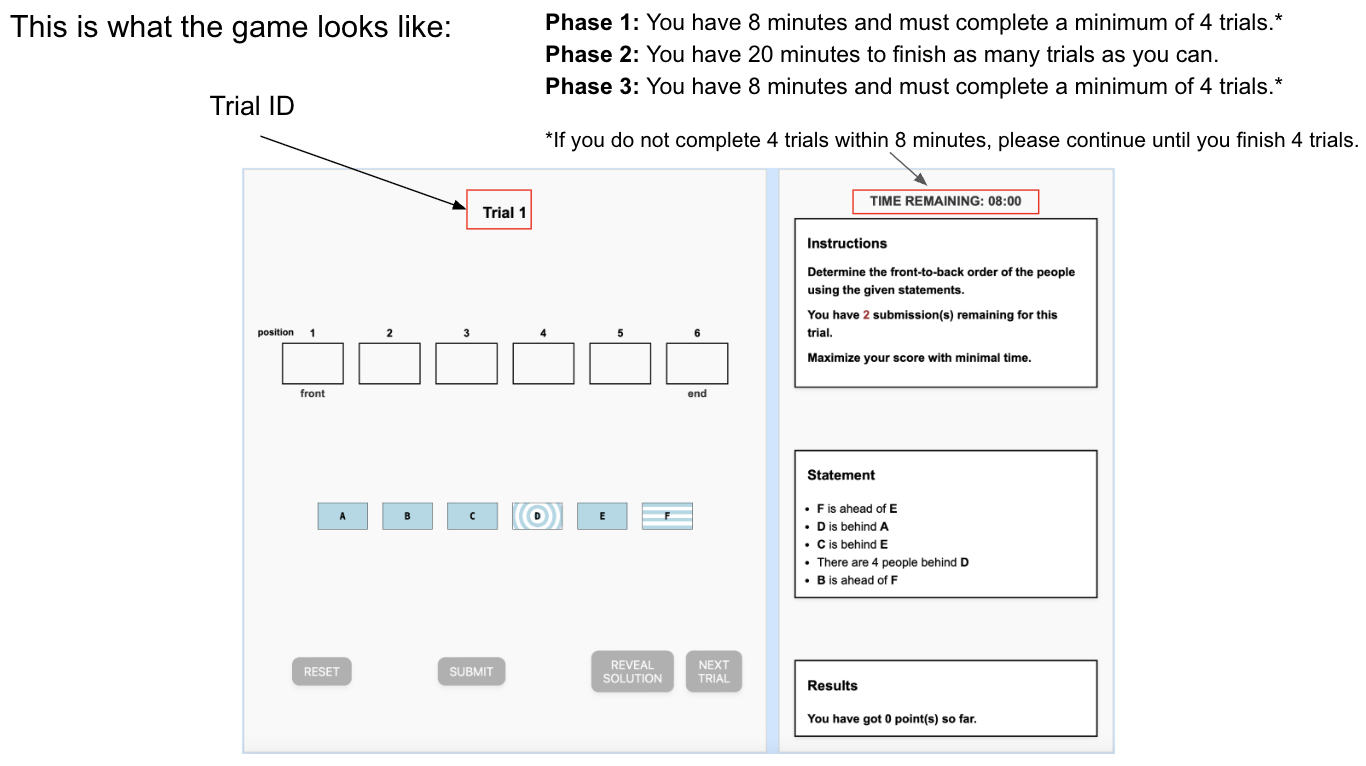 This is what the game looks like:
Phase 1: You have 8 minutes and must complete a minimum of 4 trials.*
Phase 2: You have 20 minutes to finish as many trials as you can.
Phase 3: You have 8 minutes and must complete a minimum of 4 trials.*
*If you do not complete 4 trials within 8 minutes, please continue until you finish 4 trials.
Trial ID
Trial 1
position 1 2 3 4 5 6
front end
A B C D E F
RESET
SUBMIT
REVEAL
SOLUTION
NEXT
TRIAL
TIME REMAINING: 08:00
Instructions
Determine the front-to-back order of the people
using the given statements.
You have 2 submission(s) remaining for this
trial.
Maximize your score with minimal time.
Statement
• F is ahead of E
• D is behind A
• C is behind E
• There are 4 people behind D
• B is ahead of F
Results
You have got 0 point(s) so far.